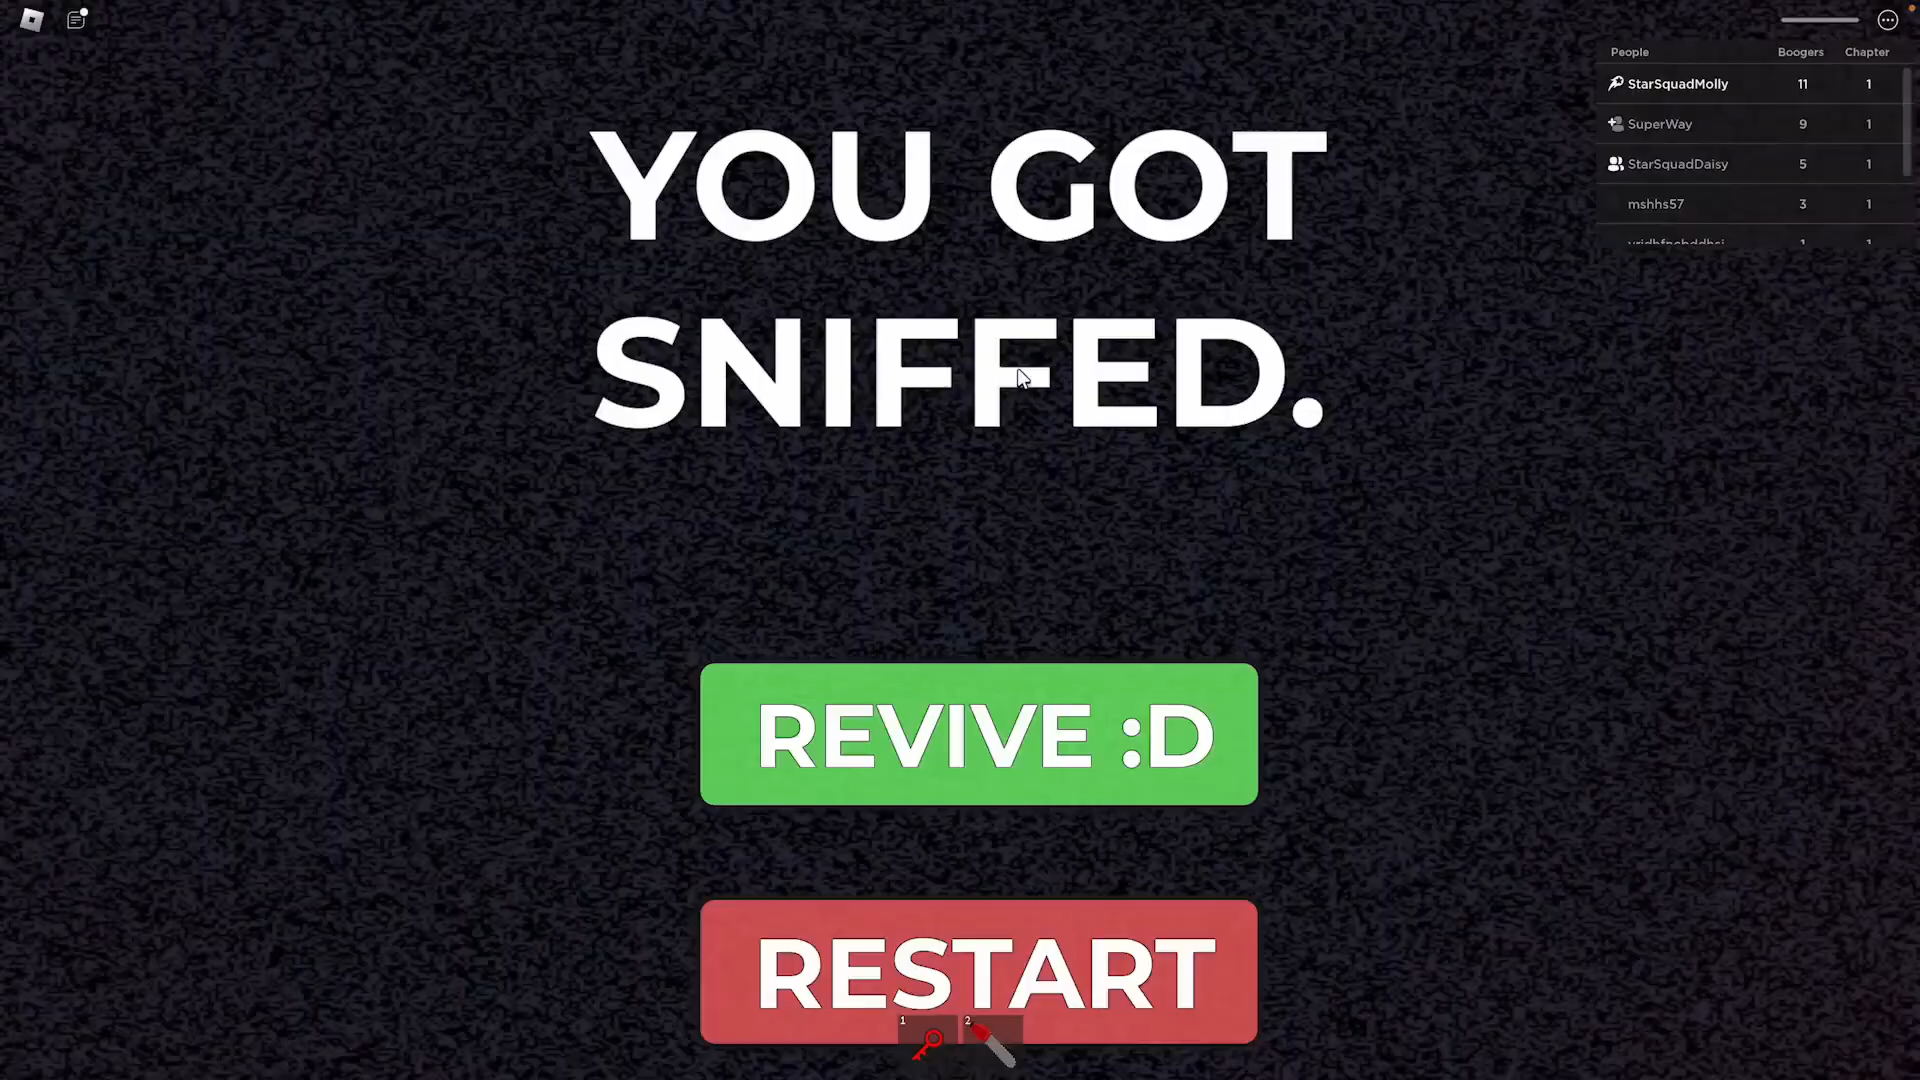 People Boogers Chapter
StarSquadMolly 11 1
SuperWay 9 1
StarSquadDaisy 5 1
mshhs57 3 1
YOU GOT
SNIFFED.
REVIVE :D
RESTART
1 2